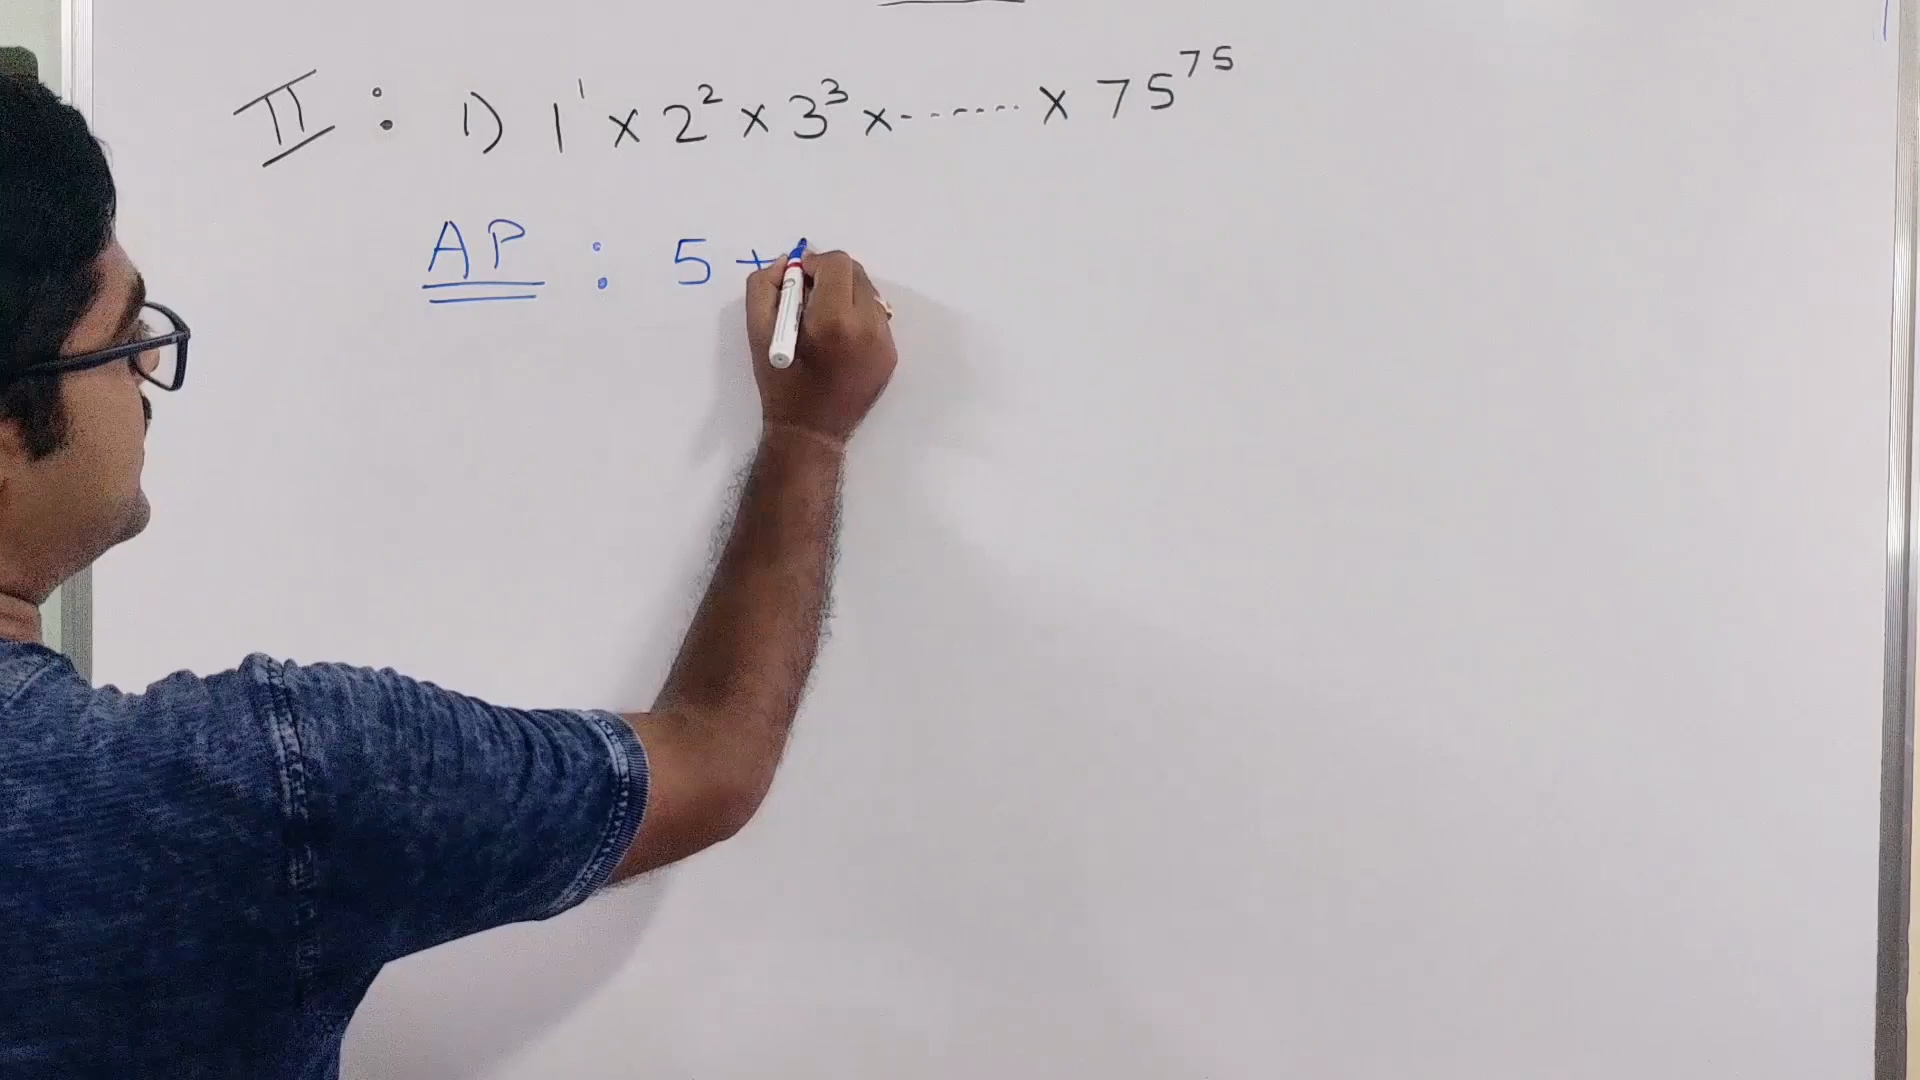 II : 1) 1¹ × 2² × 3³ × ------- × 75⁷⁵
AP : 5 +